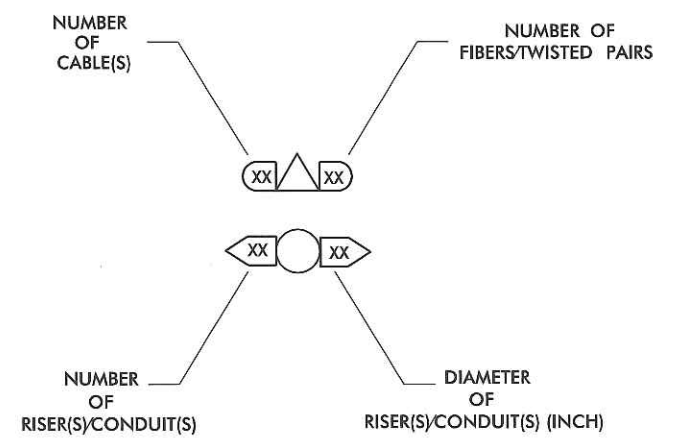 NUMBER
OF
CABLE(S)
NUMBER OF
FIBERS/TWISTED PAIRS
XX XX
XX XX
NUMBER
OF
RISER(S)/CONDUIT(S)
DIAMETER
OF
RISER(S)/CONDUIT(S) (INCH)